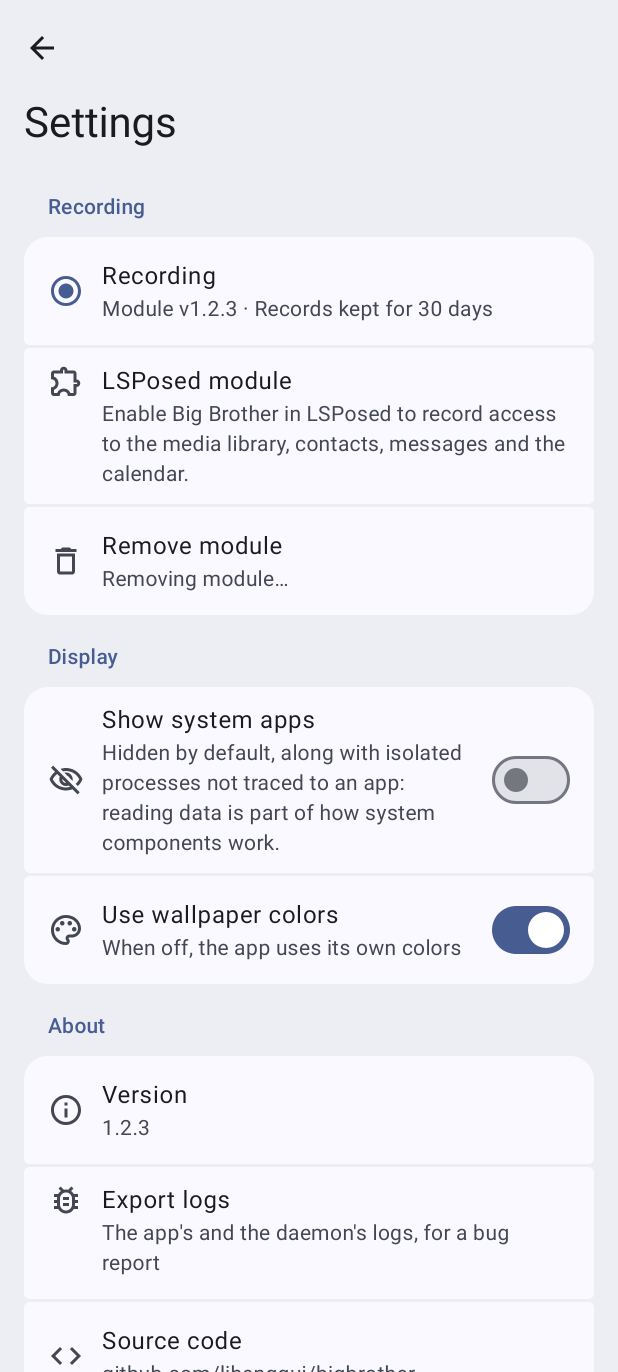 Settings
Recording
Recording
Module v1.2.3 · Records kept for 30 days
LSPosed module
Enable Big Brother in LSPosed to record access
to the media library, contacts, messages and the
calendar.
Remove module
Removing module…
Display
Show system apps
Hidden by default, along with isolated
processes not traced to an app:
reading data is part of how system
components work.
Use wallpaper colors
When off, the app uses its own colors
About
Version
1.2.3
Export logs
The app's and the daemon's logs, for a bug
report
Source code